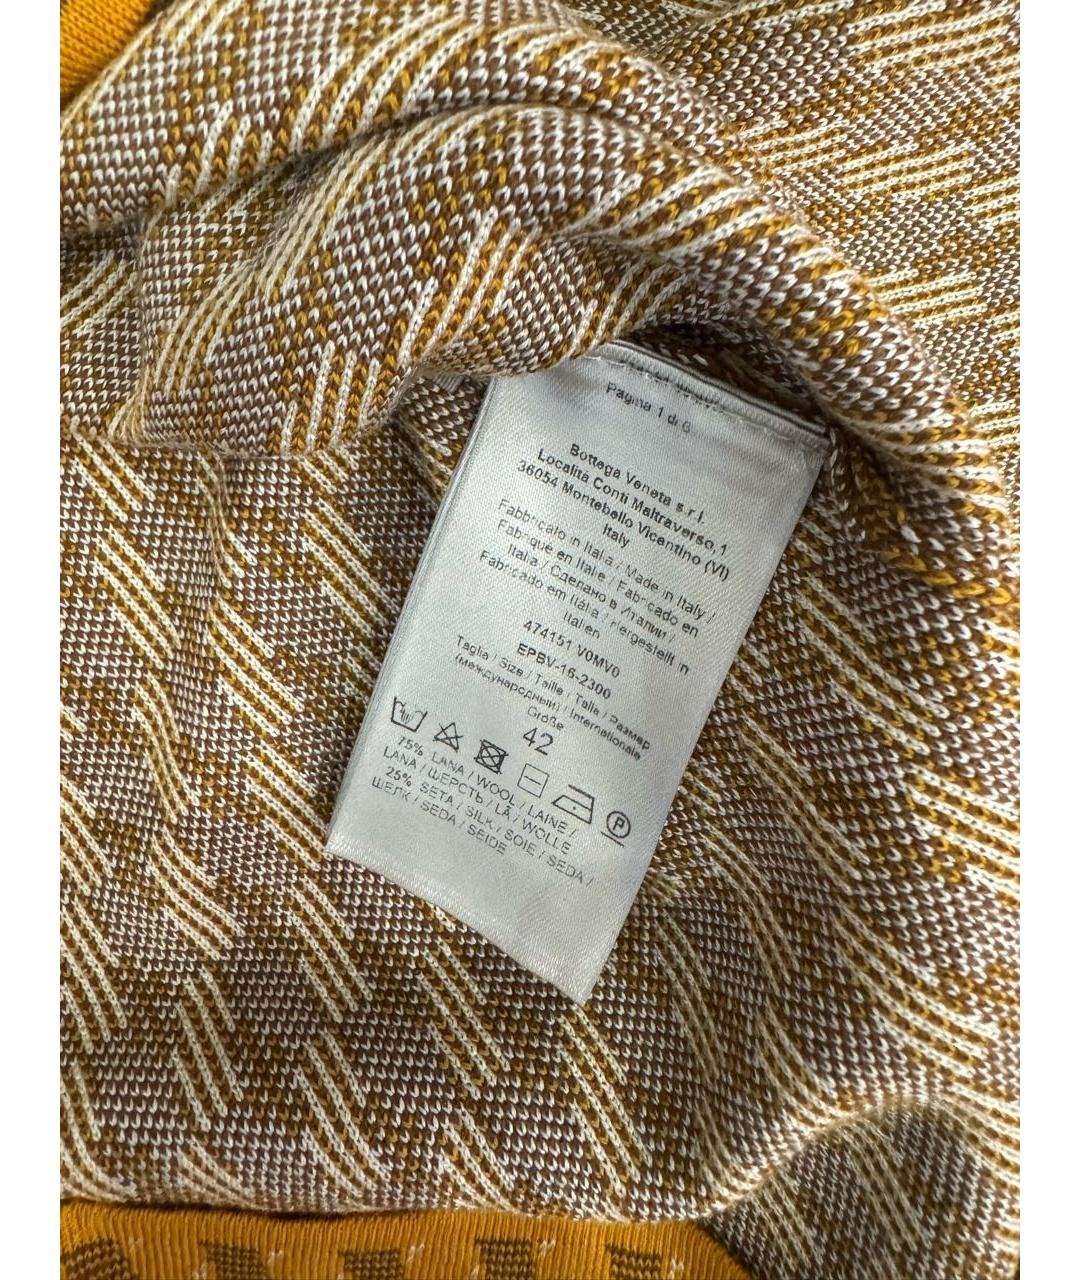 Pagina 1 di 6
Bottega Veneta s.r.l.
Località Conti Maltraverso, 1
36054 Montebello Vicentino (VI)
Italy
Fabbricato in Italia / Made in Italy /
Fabriqué en Italie / Fabricado en
Italia / Сделано в Италии /
Fabricado em Itália / Hergestellt in
Italien
474151 V0MV0
EPBV-16-2300
Taglia / Size / Taille / Talla / Размер
(международный) / Internationale
Größe
42
75% LANA / WOOL / LAINE /
LANA / ШЕРСТЬ / LÃ / WOLLE
25% SETA / SILK / SOIE / SEDA /
ШЕЛК / SEDA / SEIDE
P